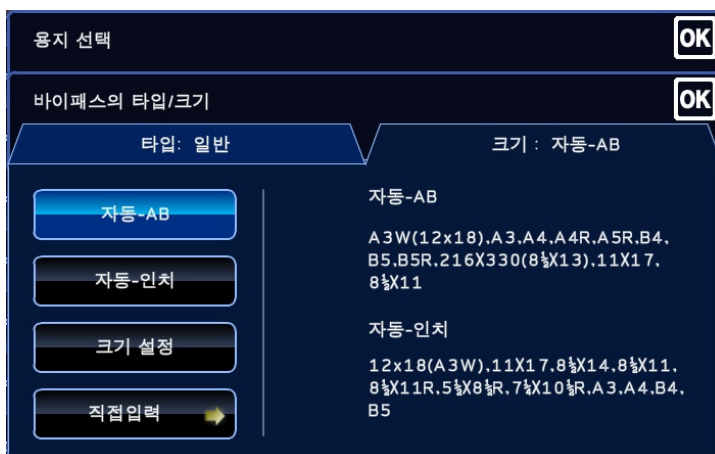 용지 선택
OK
바이패스의 타입/크기
OK
타입: 일반
크기 : 자동-AB
자동-AB
자동-인치
크기 설정
직접입력
자동-AB
A3W(12x18),A3,A4,A4R,A5R,B4,
B5,B5R,216X330(8½X13),11X17,
8½X11
자동-인치
12x18(A3W),11X17,8½X14,8½X11,
8½X11R,5½X8½R,7¼X10½R,A3,A4,B4,
B5